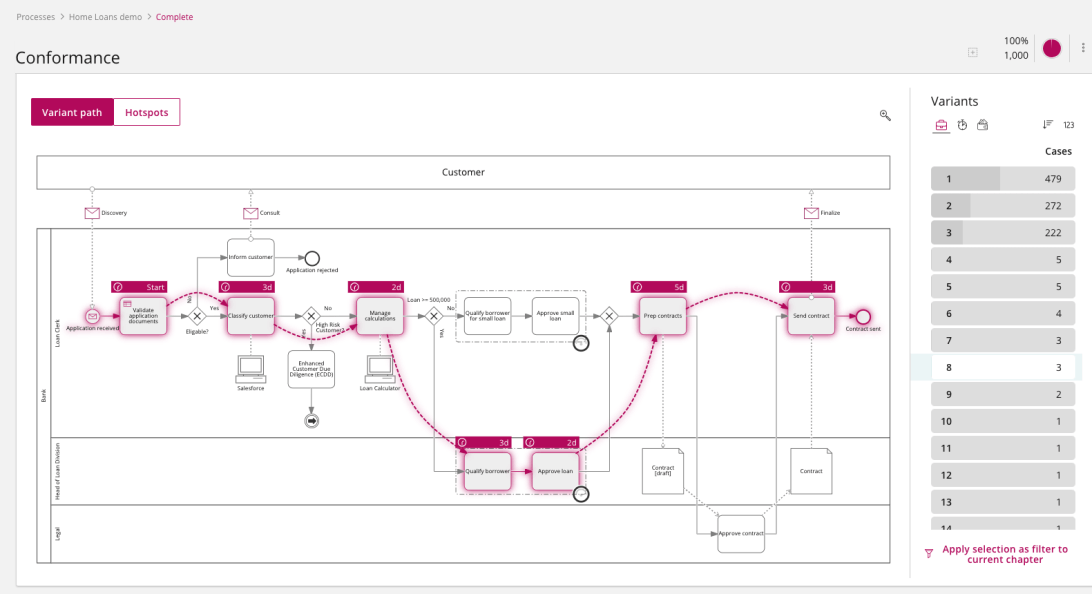 Processes > Home Loans demo > Complete
Conformance
100%
1,000
Variant path
Hotspots
Variants
123
Cases
1 479
2 272
3 222
4 5
5 5
6 4
7 3
8 3
9 2
10 1
11 1
12 1
13 1
14 1
Apply selection as filter to
current chapter
Customer
Discovery
Consult
Finalize
Bank
Loan Clerk
Head of Loan Division
Legal
Inform customer
Application rejected
Start
3d
2d
5d
3d
Application received
Validate
application
documents
No
Yes
Eligable?
Classify customer
No
High Risk
Customer?
Yes
Manage
calculations
Loan >= 500,000
No
Yes
Qualify borrower
for small loan
Approve small
loan
Prep contracts
Send contract
Contract sent
Salesforce
Enhanced
Customer Due
Diligence (ECDD)
Loan Calculator
3d
2d
Qualify borrower
Approve loan
Contract
[draft]
Contract
Approve contract